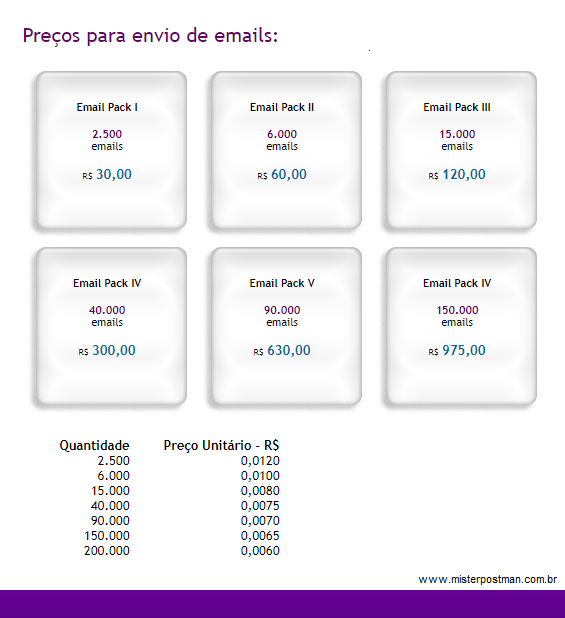 Preços para envio de emails:
Email Pack I
2.500
emails
R$ 30,00
Email Pack II
6.000
emails
R$ 60,00
Email Pack III
15.000
emails
R$ 120,00
Email Pack IV
40.000
emails
R$ 300,00
Email Pack V
90.000
emails
R$ 630,00
Email Pack IV
150.000
emails
R$ 975,00
Quantidade Preço Unitário - R$
2.500 0,0120
6.000 0,0100
15.000 0,0080
40.000 0,0075
90.000 0,0070
150.000 0,0065
200.000 0,0060
www.misterpostman.com.br